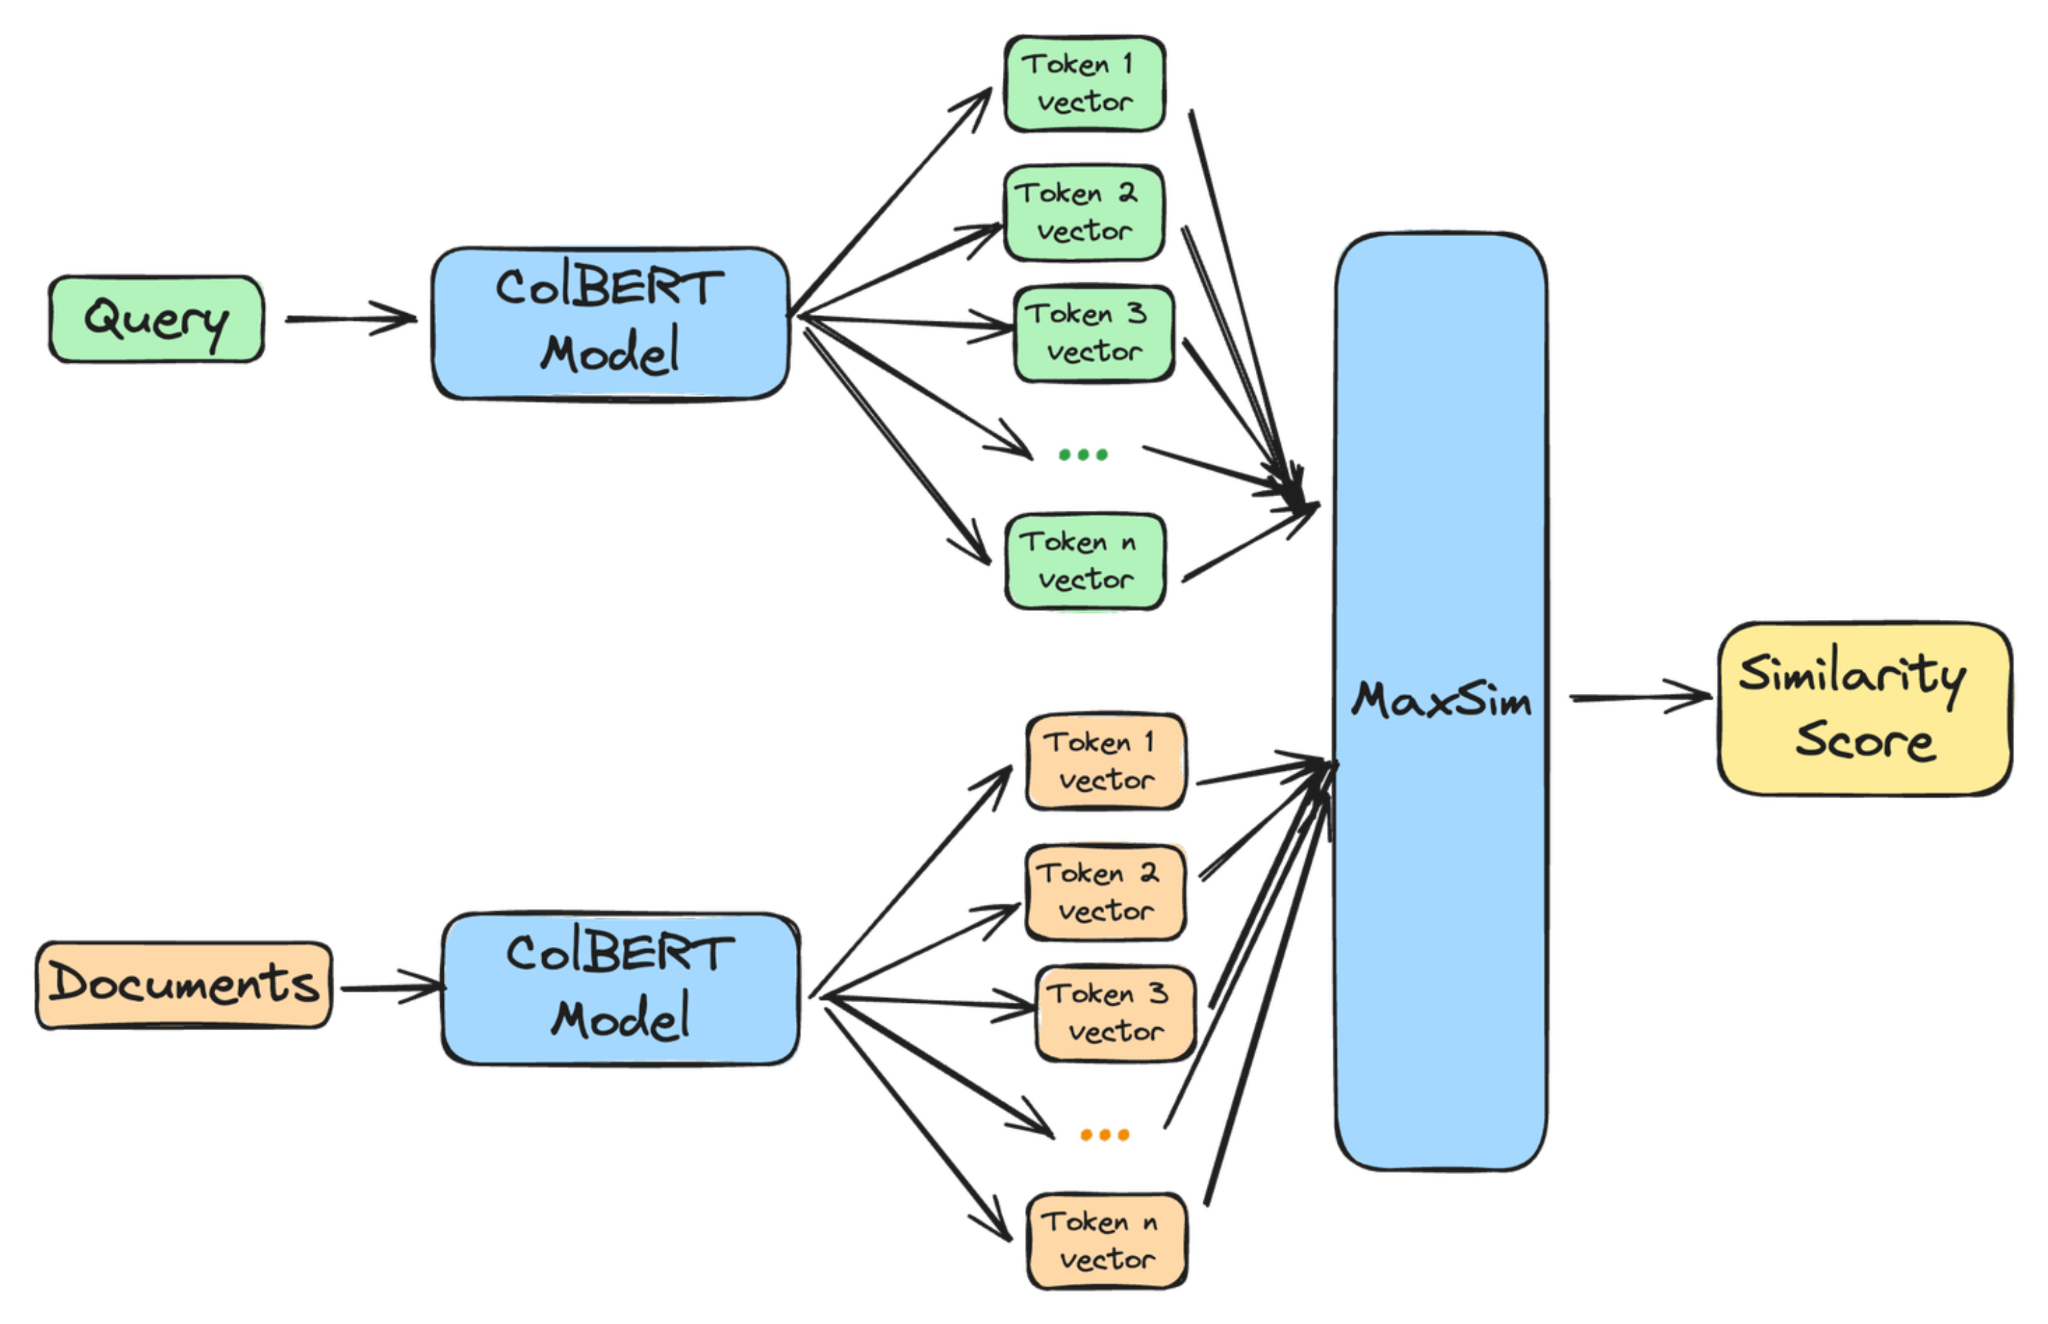 Query
ColBERT
Model
Token 1
vector
Token 2
vector
Token 3
vector
...
Token n
vector
Documents
ColBERT
Model
Token 1
vector
Token 2
vector
Token 3
vector
...
Token n
vector
MaxSim
Similarity
Score